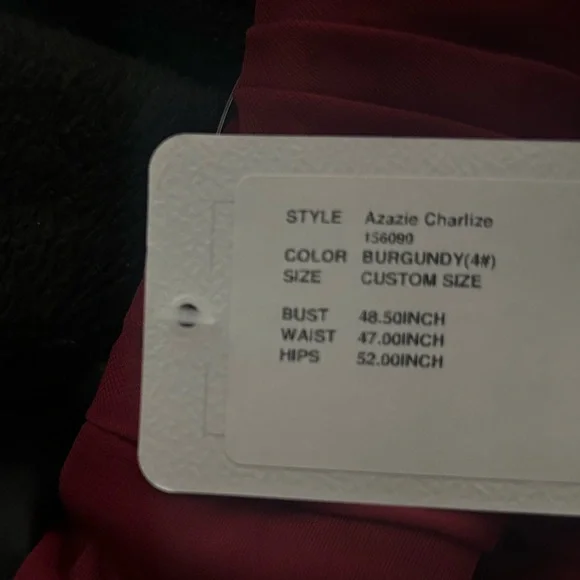 STYLE Azazie Charlize
156090
COLOR BURGUNDY(4#)
SIZE CUSTOM SIZE
BUST 48.50INCH
WAIST 47.00INCH
HIPS 52.00INCH